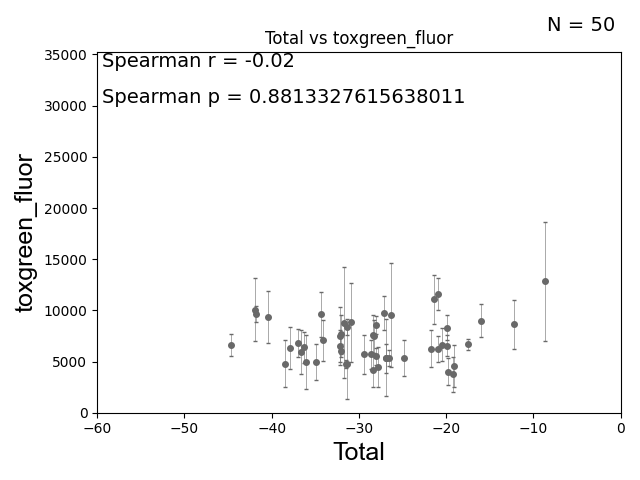 N = 50
Total vs toxgreen_fluor
Spearman r = -0.02
Spearman p = 0.8813327615638011
toxgreen_fluor
35000
30000
25000
20000
15000
10000
5000
0
−60
−50
−40
−30
−20
−10
0
Total